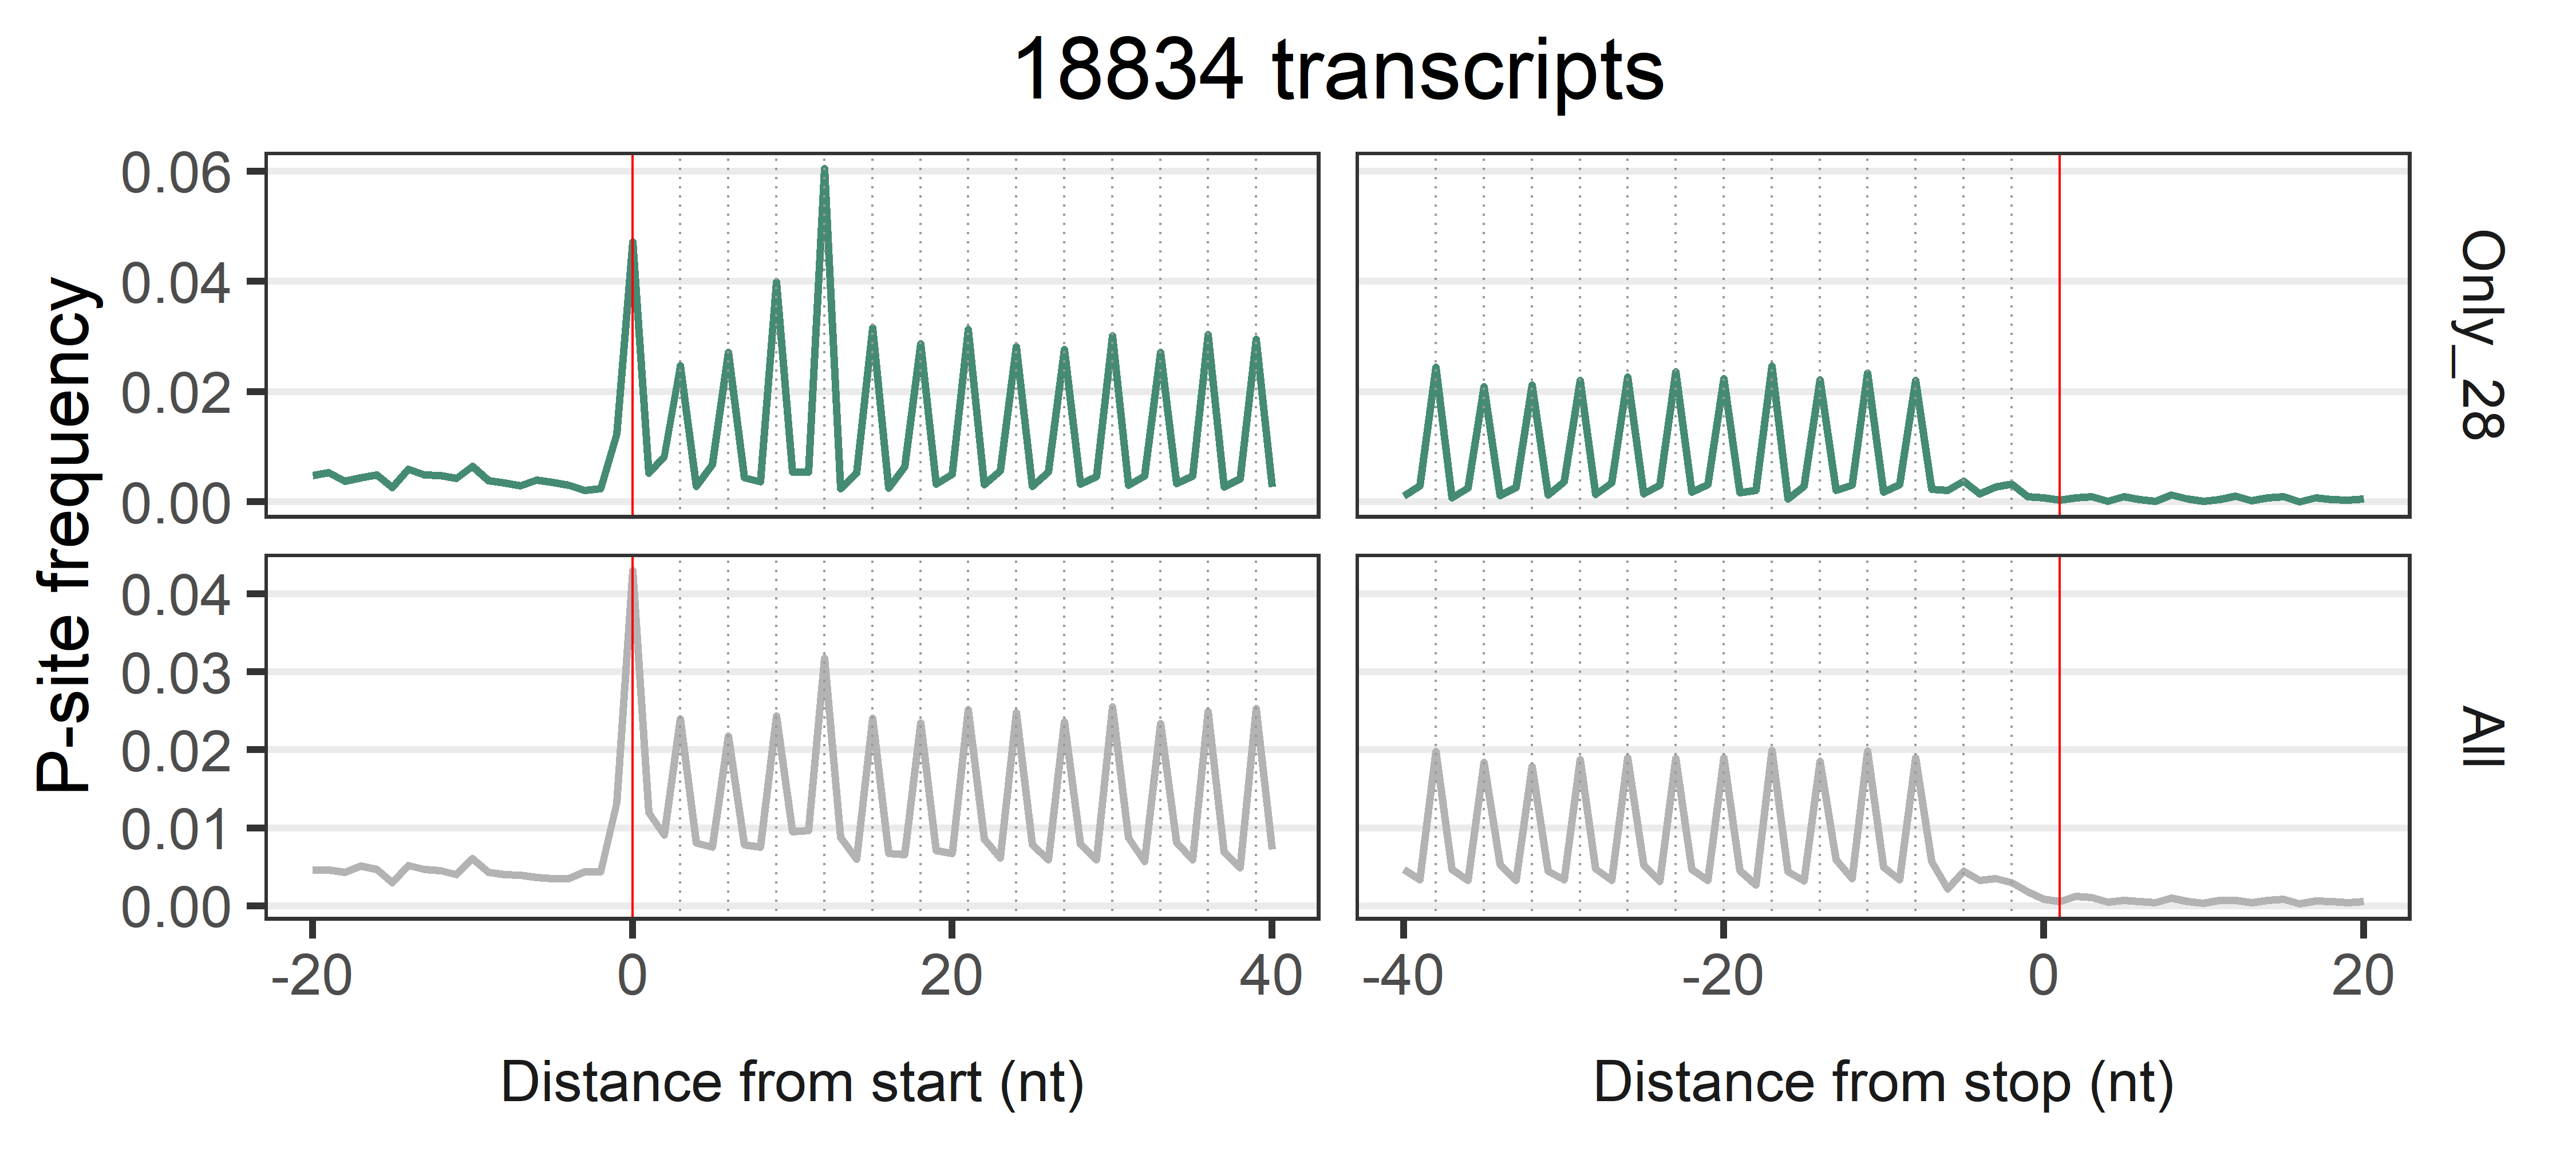 18834 transcripts
P-site frequency
0.06
0.04
0.02
0.00
Only_28
0.04
0.03
0.02
0.01
0.00
All
-20 0 20 40 -40 -20 0 20
Distance from start (nt) Distance from stop (nt)